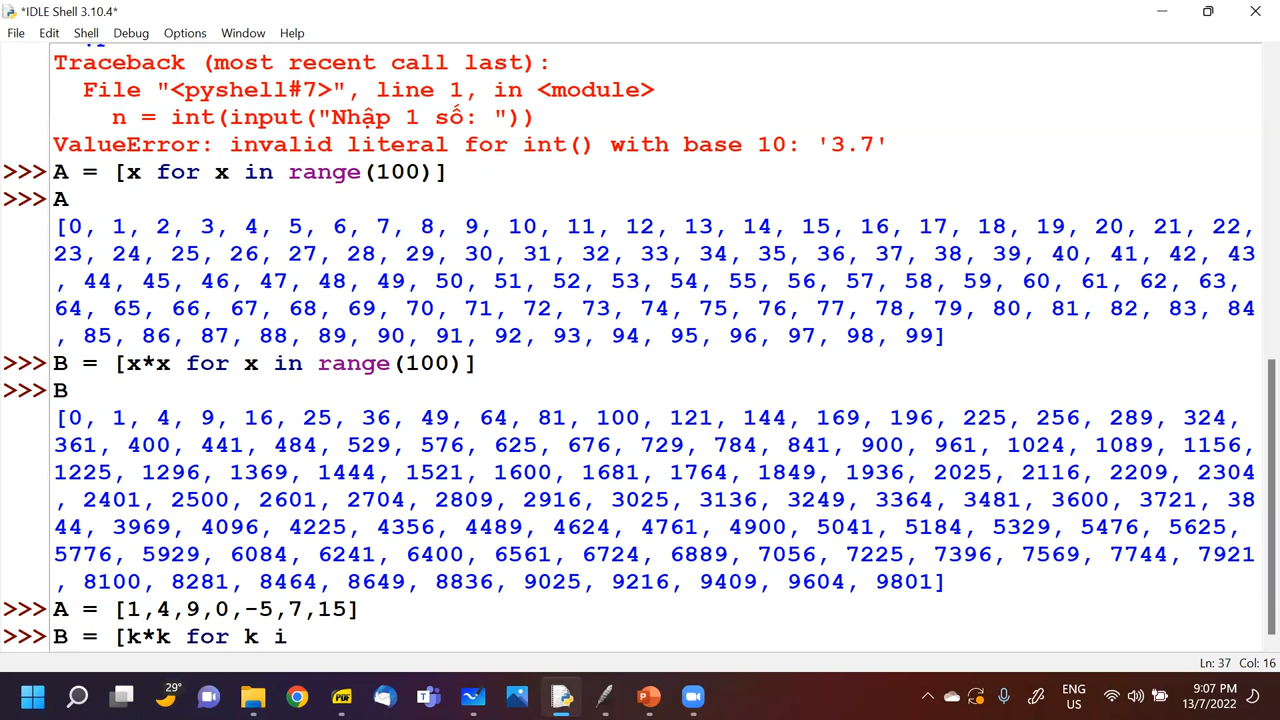 *IDLE Shell 3.10.4*
File Edit Shell Debug Options Window Help
Traceback (most recent call last):
  File "<pyshell#7>", line 1, in <module>
    n = int(input("Nhập 1 số: "))
ValueError: invalid literal for int() with base 10: '3.7'
>>> A = [x for x in range(100)]
>>> A
[0, 1, 2, 3, 4, 5, 6, 7, 8, 9, 10, 11, 12, 13, 14, 15, 16, 17, 18, 19, 20, 21, 22,
23, 24, 25, 26, 27, 28, 29, 30, 31, 32, 33, 34, 35, 36, 37, 38, 39, 40, 41, 42, 43
, 44, 45, 46, 47, 48, 49, 50, 51, 52, 53, 54, 55, 56, 57, 58, 59, 60, 61, 62, 63,
64, 65, 66, 67, 68, 69, 70, 71, 72, 73, 74, 75, 76, 77, 78, 79, 80, 81, 82, 83, 84
, 85, 86, 87, 88, 89, 90, 91, 92, 93, 94, 95, 96, 97, 98, 99]
>>> B = [x*x for x in range(100)]
>>> B
[0, 1, 4, 9, 16, 25, 36, 49, 64, 81, 100, 121, 144, 169, 196, 225, 256, 289, 324,
361, 400, 441, 484, 529, 576, 625, 676, 729, 784, 841, 900, 961, 1024, 1089, 1156,
1225, 1296, 1369, 1444, 1521, 1600, 1681, 1764, 1849, 1936, 2025, 2116, 2209, 2304
, 2401, 2500, 2601, 2704, 2809, 2916, 3025, 3136, 3249, 3364, 3481, 3600, 3721, 38
44, 3969, 4096, 4225, 4356, 4489, 4624, 4761, 4900, 5041, 5184, 5329, 5476, 5625,
5776, 5929, 6084, 6241, 6400, 6561, 6724, 6889, 7056, 7225, 7396, 7569, 7744, 7921
, 8100, 8281, 8464, 8649, 8836, 9025, 9216, 9409, 9604, 9801]
>>> A = [1,4,9,0,-5,7,15]
>>> B = [k*k for k i
Ln: 37 Col: 16
29°
PDF
ENG
US
9:07 PM
13/7/2022